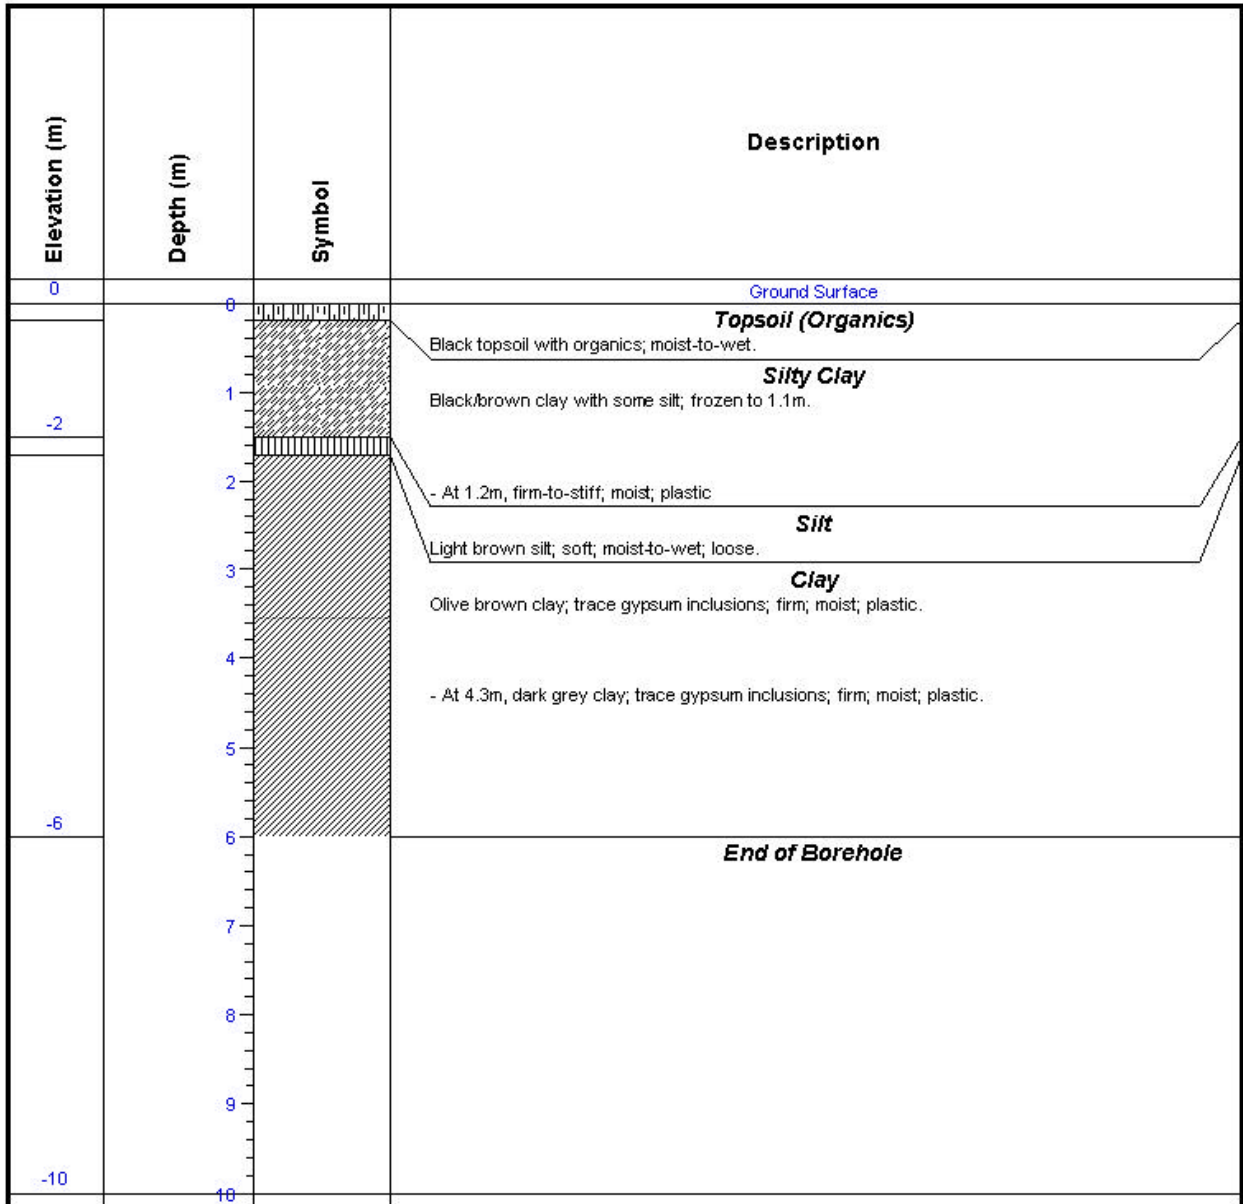 Elevation (m)
Depth (m)
Symbol
Description
0
Ground Surface
0
Topsoil (Organics)
Black topsoil with organics; moist-to-wet.
Silty Clay
1
Black/brown clay with some silt; frozen to 1.1m.
-2
2
- At 1.2m, firm-to-stiff; moist; plastic
Silt
Light brown silt; soft; moist-to-wet; loose.
3
Clay
Olive brown clay; trace gypsum inclusions; firm; moist; plastic.
4
- At 4.3m, dark grey clay; trace gypsum inclusions; firm; moist; plastic.
5
-6
6
End of Borehole
7
8
9
-10
10